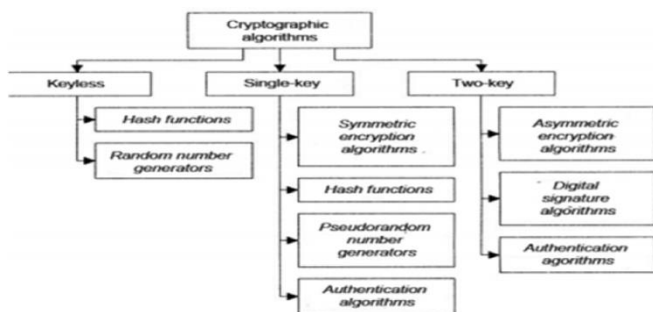 Cryptographic
algorithms
Keyless
Single-key
Two-key
Hash functions
Random number
generators
Symmetric
encryption
algorithms
Hash functions
Pseudorandom
number
generators
Authentication
algorithms
Asymmetric
encryption
algorithms
Digital
signature
algorithms
Authentication
agorithms